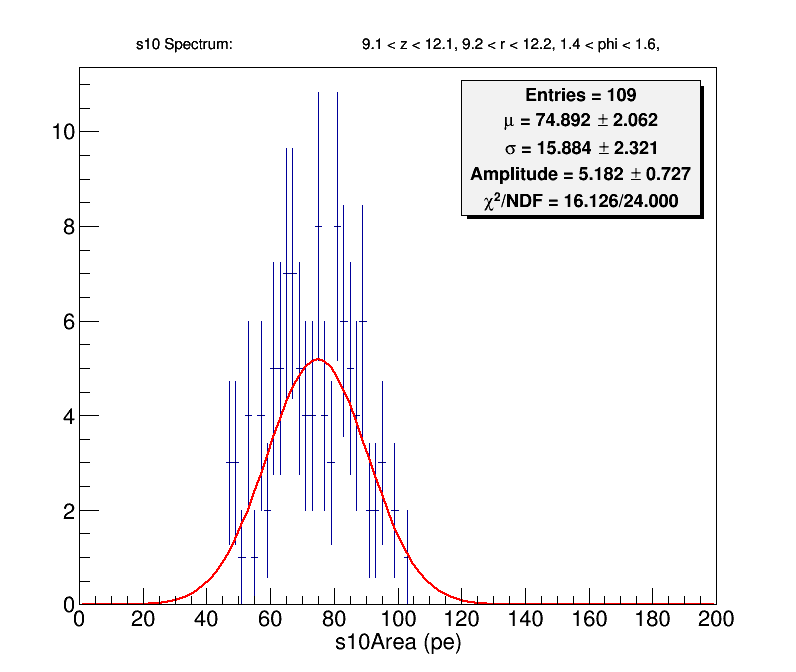 s10 Spectrum: 9.1 < z < 12.1, 9.2 < r < 12.2, 1.4 < phi < 1.6,
Entries = 109
μ = 74.892 ± 2.062
σ = 15.884 ± 2.321
Amplitude = 5.182 ± 0.727
χ²/NDF = 16.126/24.000
10
8
6
4
2
0
0 20 40 60 80 100 120 140 160 180 200
s10Area (pe)